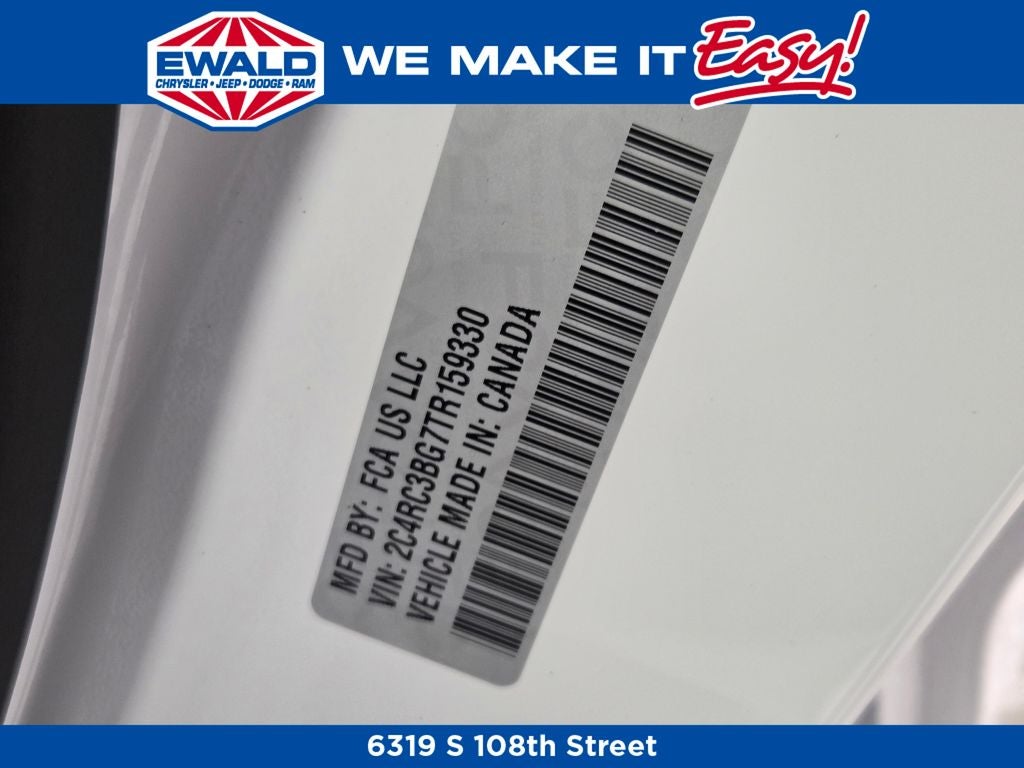 EWALD
CHRYSLER • JEEP • DODGE • RAM
WE MAKE IT Easy!
MFD BY: FCA US LLC
VIN: 2C4RC3BG7TR159330
VEHICLE MADE IN: CANADA
6319 S 108th Street